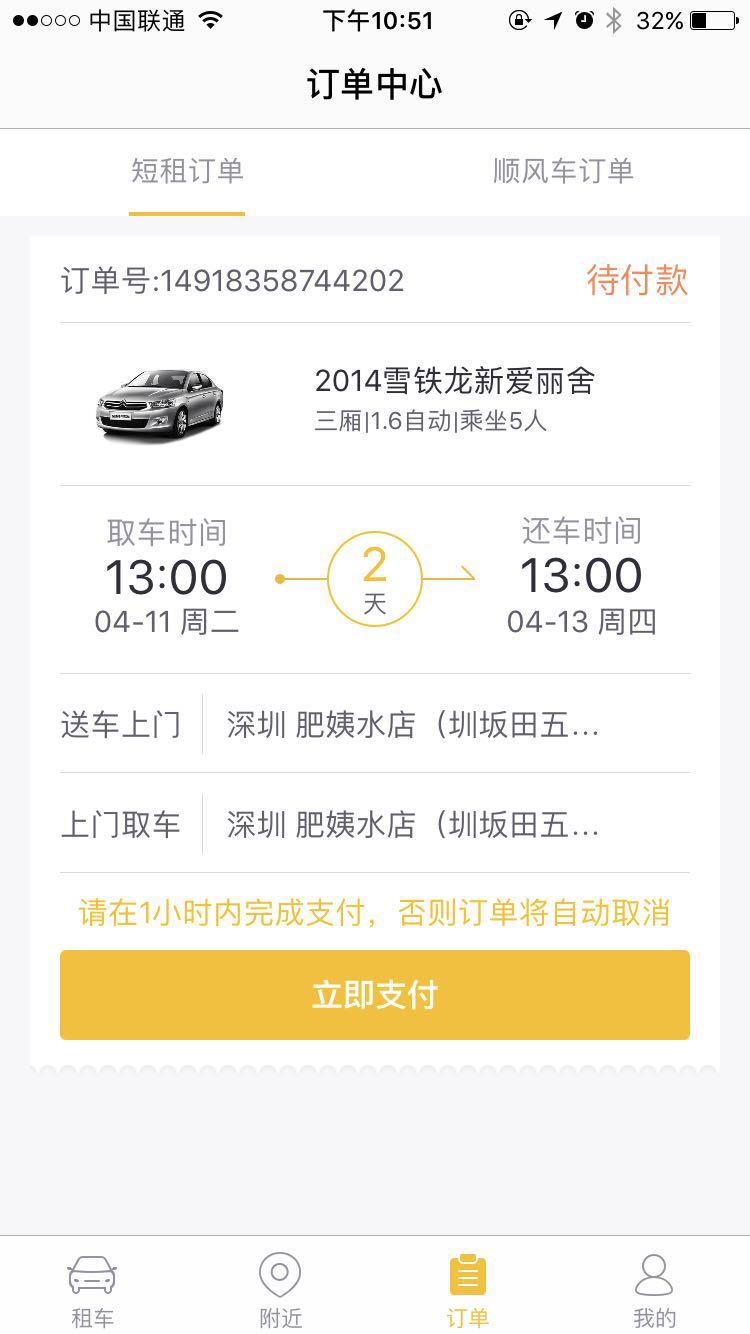 中国联通 下午10:51 32%
订单中心
短租订单 顺风车订单
订单号:14918358744202 待付款
2014雪铁龙新爱丽舍
三厢|1.6自动|乘坐5人
取车时间 还车时间
13:00 2 13:00
04-11 周二 天 04-13 周四
送车上门 深圳 肥姨水店（圳坂田五...
上门取车 深圳 肥姨水店（圳坂田五...
请在1小时内完成支付，否则订单将自动取消
立即支付
租车 附近 订单 我的